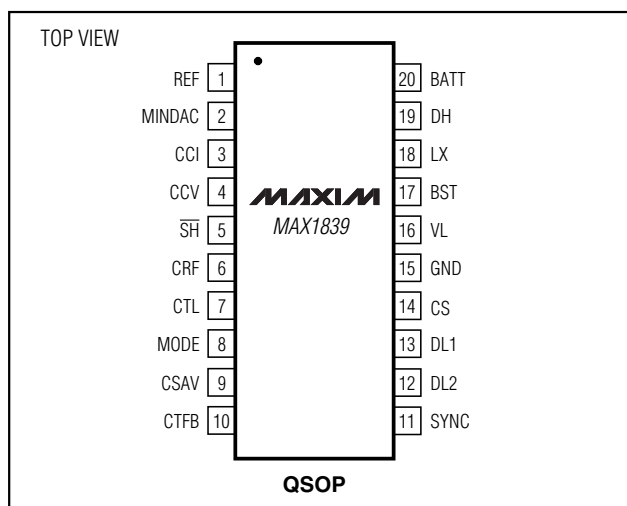 TOP VIEW
REF 1
MINDAC 2
CCI 3
CCV 4
S̅H̅ 5
CRF 6
CTL 7
MODE 8
CSAV 9
CTFB 10
MAXIM
MAX1839
20 BATT
19 DH
18 LX
17 BST
16 VL
15 GND
14 CS
13 DL1
12 DL2
11 SYNC
QSOP